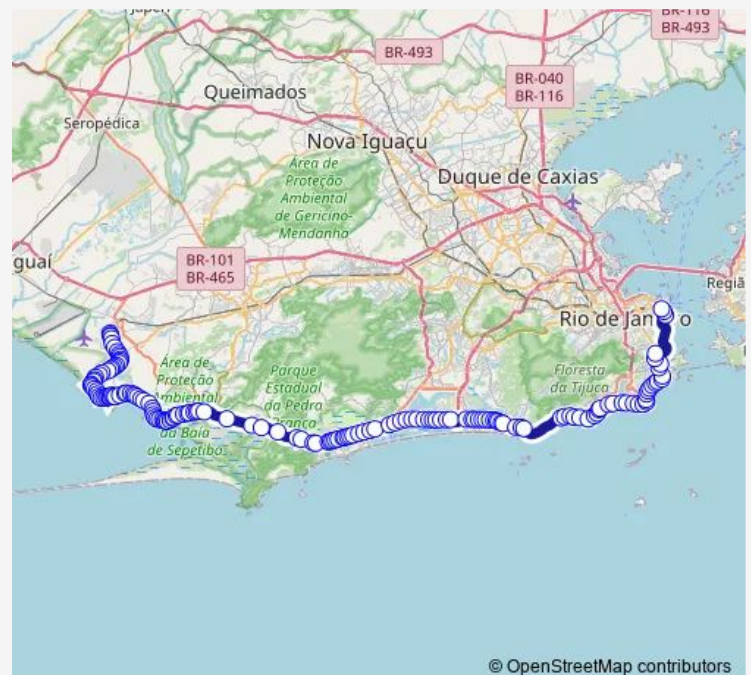 Japeri
BR-116
BR-493
BR-493
BR-040
BR-116
Queimados
Seropédica
Nova Iguaçu
Área de
Proteção
Ambiental
de Gericinó-
Mendanha
Duque de Caxias
guaí
BR-101
BR-465
Regiã
Rio de Janeiro
Área de
Proteção
Ambiental
da Baía
de Sepetiba
Parque
Estadual
da Pedra
Branca
Floresta
da Tijuca
© OpenStreetMap contributors